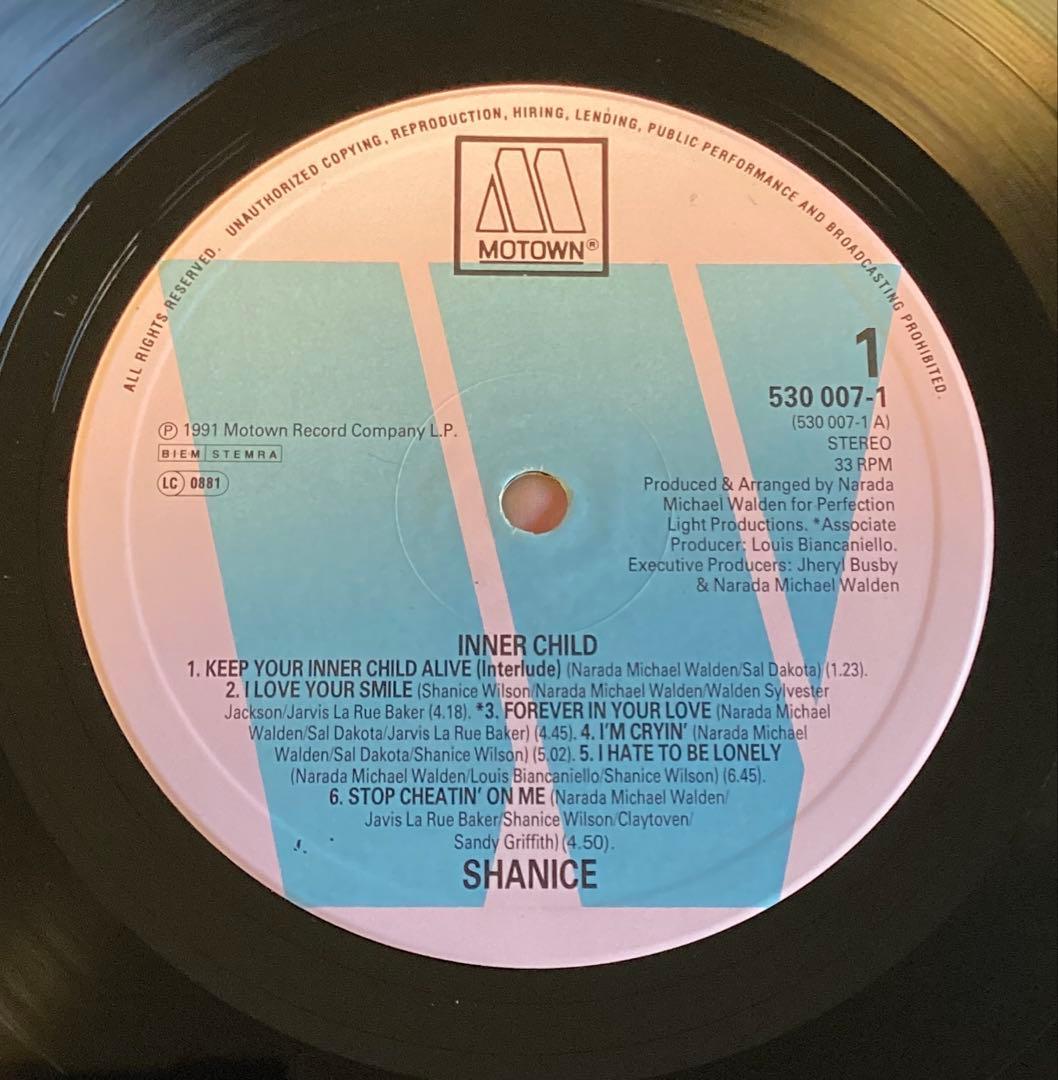 ALL RIGHTS RESERVED. UNAUTHORIZED COPYING, REPRODUCTION, HIRING, LENDING, PUBLIC PERFORMANCE AND BROADCASTING PROHIBITED.
MOTOWN®
1
530 007-1
(530 007-1 A)
STEREO
33 RPM
Ⓟ 1991 Motown Record Company L.P.
BIEM STEMRA
LC 0881
Produced & Arranged by Narada
Michael Walden for Perfection
Light Productions. *Associate
Producer: Louis Biancaniello.
Executive Producers: Jheryl Busby
& Narada Michael Walden
INNER CHILD
1. KEEP YOUR INNER CHILD ALIVE (Interlude) (Narada Michael Walden/Sal Dakota) (1.23).
2. I LOVE YOUR SMILE (Shanice Wilson/Narada Michael Walden/Walden Sylvester
Jackson/Jarvis La Rue Baker (4.18). *3. FOREVER IN YOUR LOVE (Narada Michael
Walden/Sal Dakota/Jarvis La Rue Baker) (4.45). 4. I'M CRYIN' (Narada Michael
Walden/Sal Dakota/Shanice Wilson) (5.02). 5. I HATE TO BE LONELY
(Narada Michael Walden/Louis Biancaniello/Shanice Wilson) (6.45).
6. STOP CHEATIN' ON ME (Narada Michael Walden/
Javis La Rue Baker/Shanice Wilson/Claytoven/
Sandy Griffith) (4.50).
SHANICE